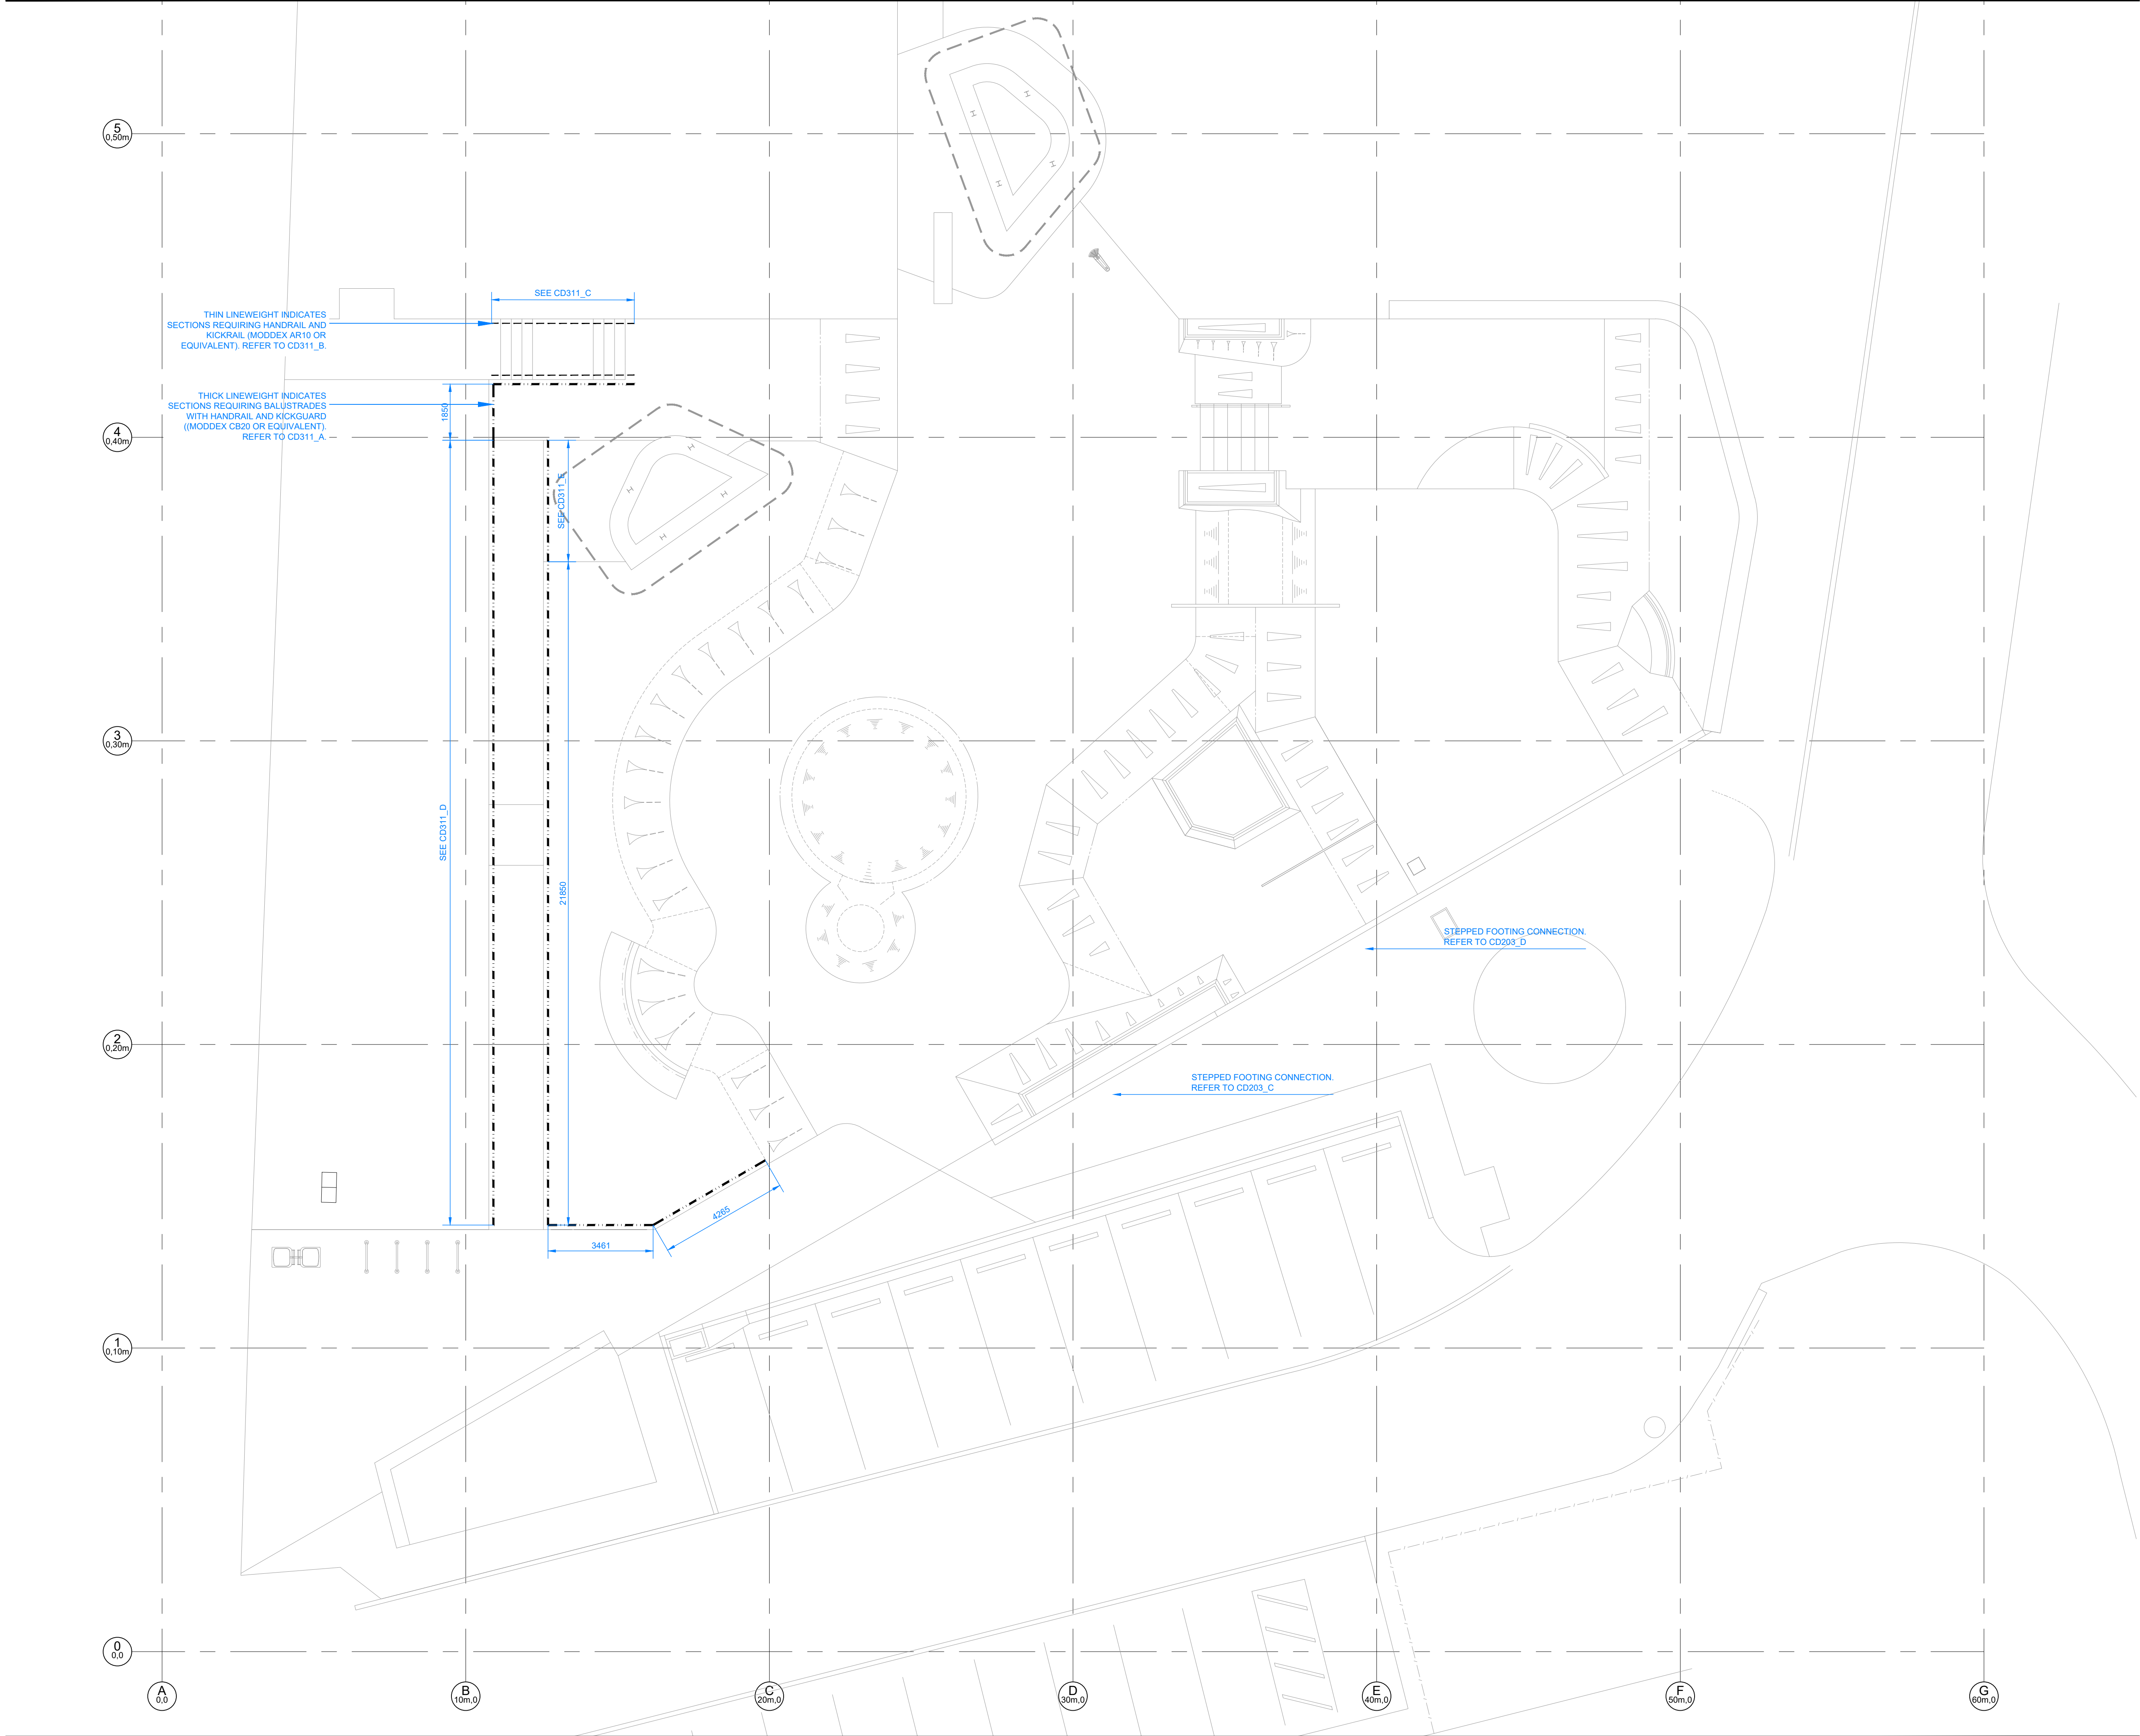 5
0,50m
SEE CD311_C
THIN LINEWEIGHT INDICATES
SECTIONS REQUIRING HANDRAIL AND
KICKRAIL (MODDEX AR10 OR
EQUIVALENT). REFER TO CD311_B.
THICK LINEWEIGHT INDICATES
SECTIONS REQUIRING BALUSTRADES
WITH HANDRAIL AND KICKGUARD
((MODDEX CB20 OR EQUIVALENT).
REFER TO CD311_A.
1850
4
0,40m
SEE CD311_E
3
0,30m
SEE CD311_D
21850
STEPPED FOOTING CONNECTION.
REFER TO CD203_D
2
0,20m
STEPPED FOOTING CONNECTION.
REFER TO CD203_C
4265
3461
1
0,10m
0
0,0
A
0,0
B
10m,0
C
20m,0
D
30m,0
E
40m,0
F
50m,0
G
60m,0